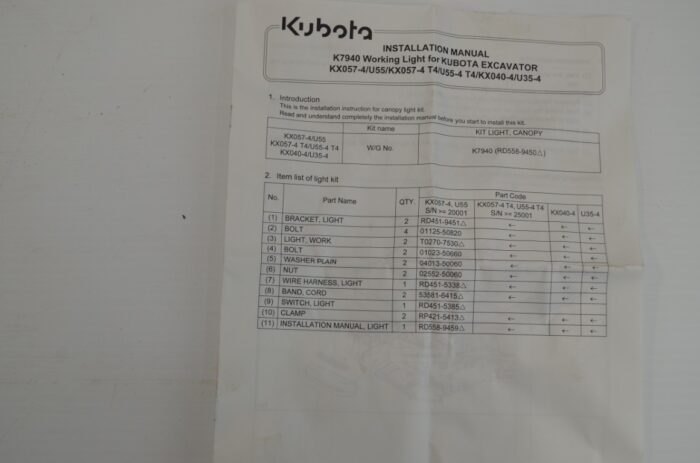 Kubota
INSTALLATION MANUAL
K7940 Working Light for KUBOTA EXCAVATOR
KX057-4/U55/KX057-4 T4/U55-4 T4/KX040-4/U35-4
1. Introduction
This is the installation instruction for canopy light kit.
Read and understand completely the installation manual before you start to install this kit.
Kit name KIT LIGHT, CANOPY
KX057-4/U55
KX057-4 T4/U55-4 T4
KX040-4/U35-4
W/G No. K7940 (RD558-9450△)
2. Item list of light kit
No. Part Name QTY Part Code
KX057-4, U55 S/N >= 20001 KX057-4 T4, U55-4 T4 S/N >= 25001 KX040-4 U35-4
(1) BRACKET, LIGHT 2 RD451-9451△ ← ← ←
(2) BOLT 4 01125-50820 ← ← ←
(3) LIGHT, WORK 2 T0270-7530△ ← ← ←
(4) BOLT 2 01023-50660 ← ← ←
(5) WASHER PLAIN 2 04013-50060 ← ← ←
(6) NUT 2 02552-50060 ← ← ←
(7) WIRE HARNESS, LIGHT 1 RD451-5338△ ← ← ←
(8) BAND, CORD 2 53581-6415△ ← ← ←
(9) SWITCH, LIGHT 1 RD451-5385△
(10) CLAMP 2 RP421-5413△ ← ← ←
(11) INSTALLATION MANUAL, LIGHT 1 RD558-9459△ ← ← ←